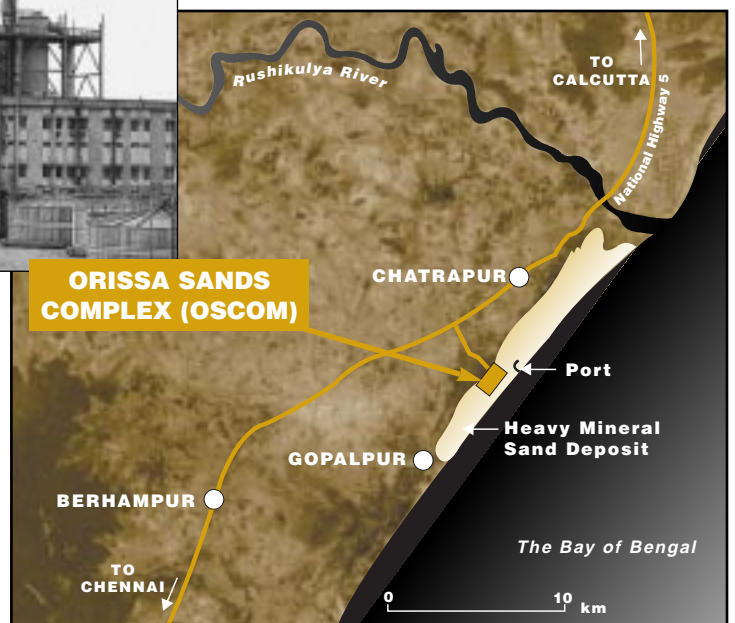 Rushikulya River
TO
CALCUTTA
National Highway 5
ORISSA SANDS
COMPLEX (OSCOM)
CHATRAPUR
Port
Heavy Mineral
Sand Deposit
GOPALPUR
BERHAMPUR
The Bay of Bengal
TO
CHENNAI
0 10 km